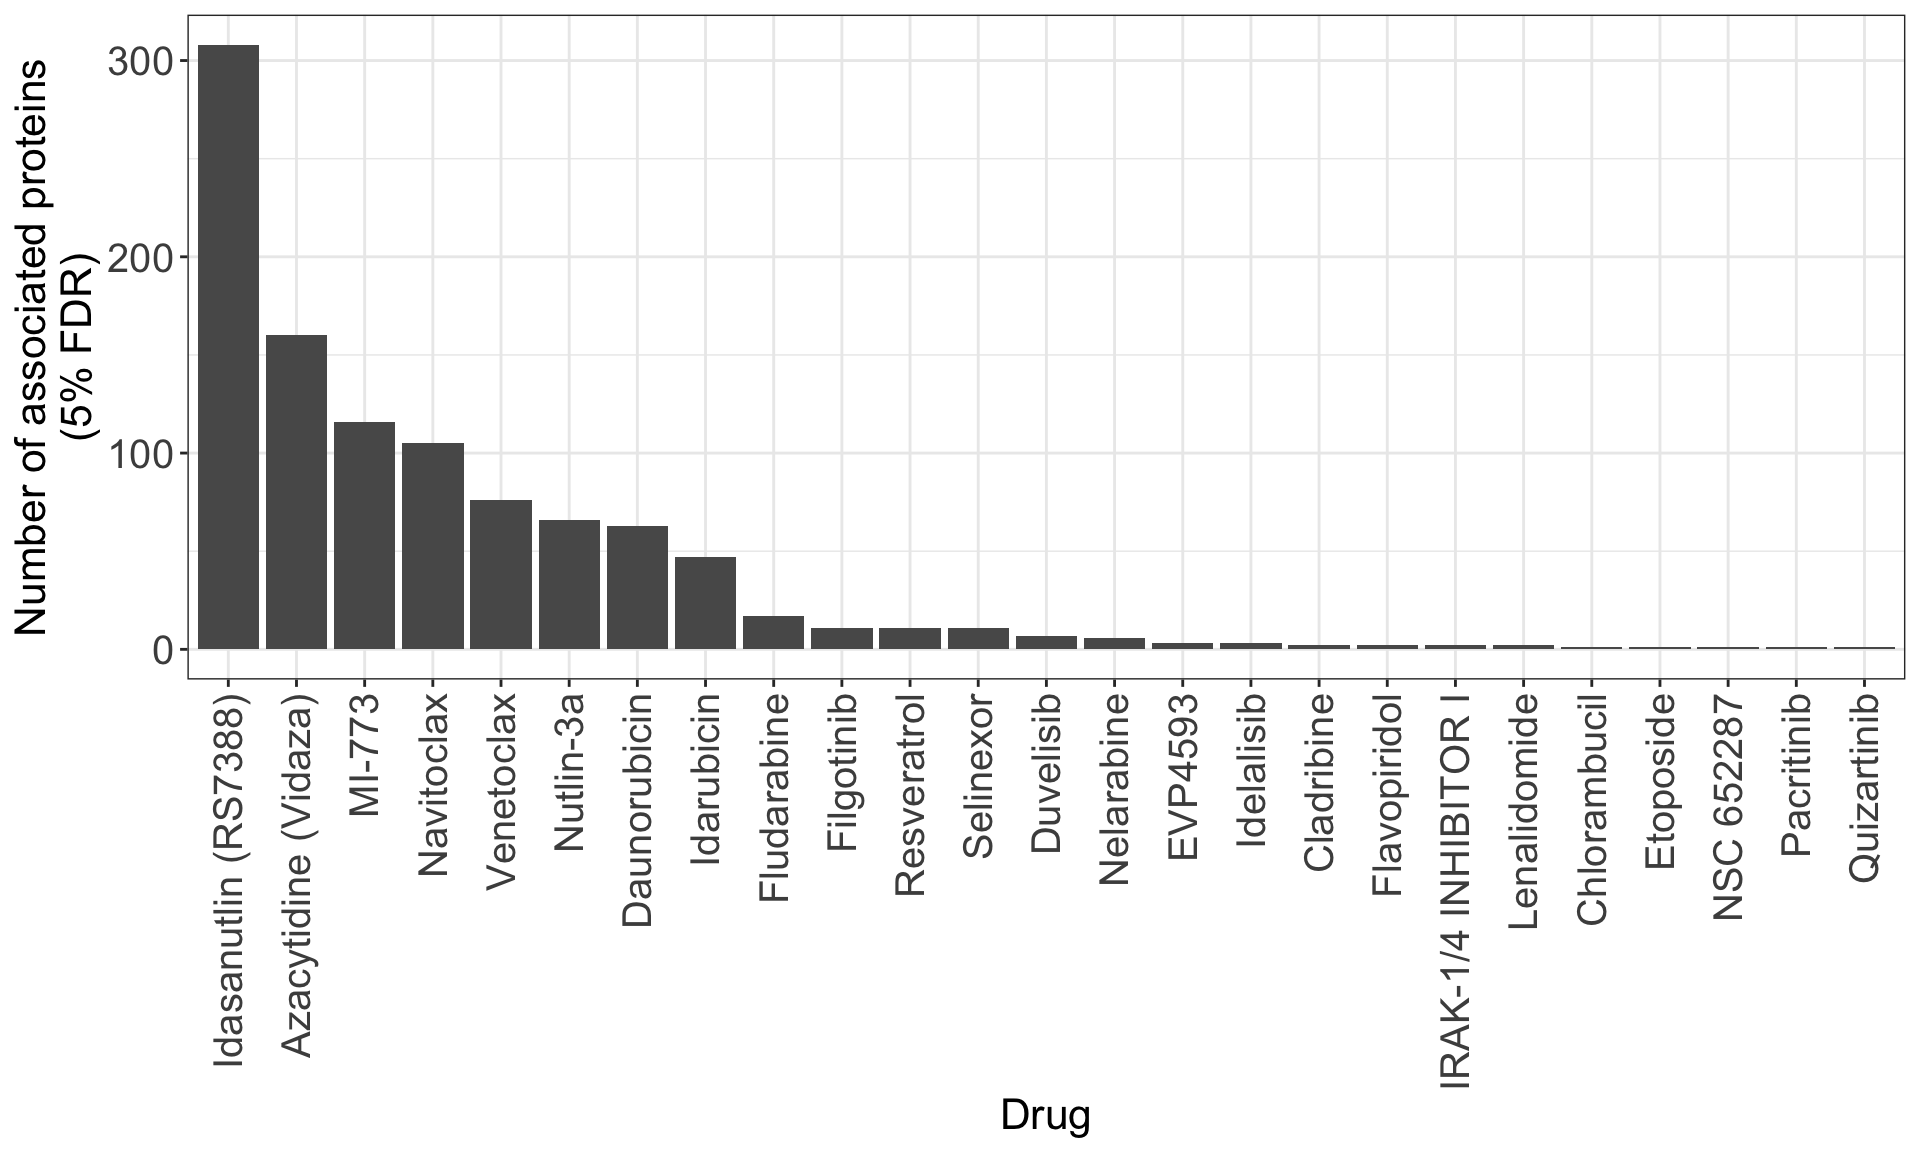 Number of associated proteins
(5% FDR)
300
200
100
0
Idasanutlin (RS7388)
Azacytidine (Vidaza)
MI-773
Navitoclax
Venetoclax
Nutlin-3a
Daunorubicin
Idarubicin
Fludarabine
Filgotinib
Resveratrol
Selinexor
Duvelisib
Nelarabine
EVP4593
Idelalisib
Cladribine
Flavopiridol
IRAK-1/4 INHIBITOR I
Lenalidomide
Chlorambucil
Etoposide
NSC 652287
Pacritinib
Quizartinib
Drug